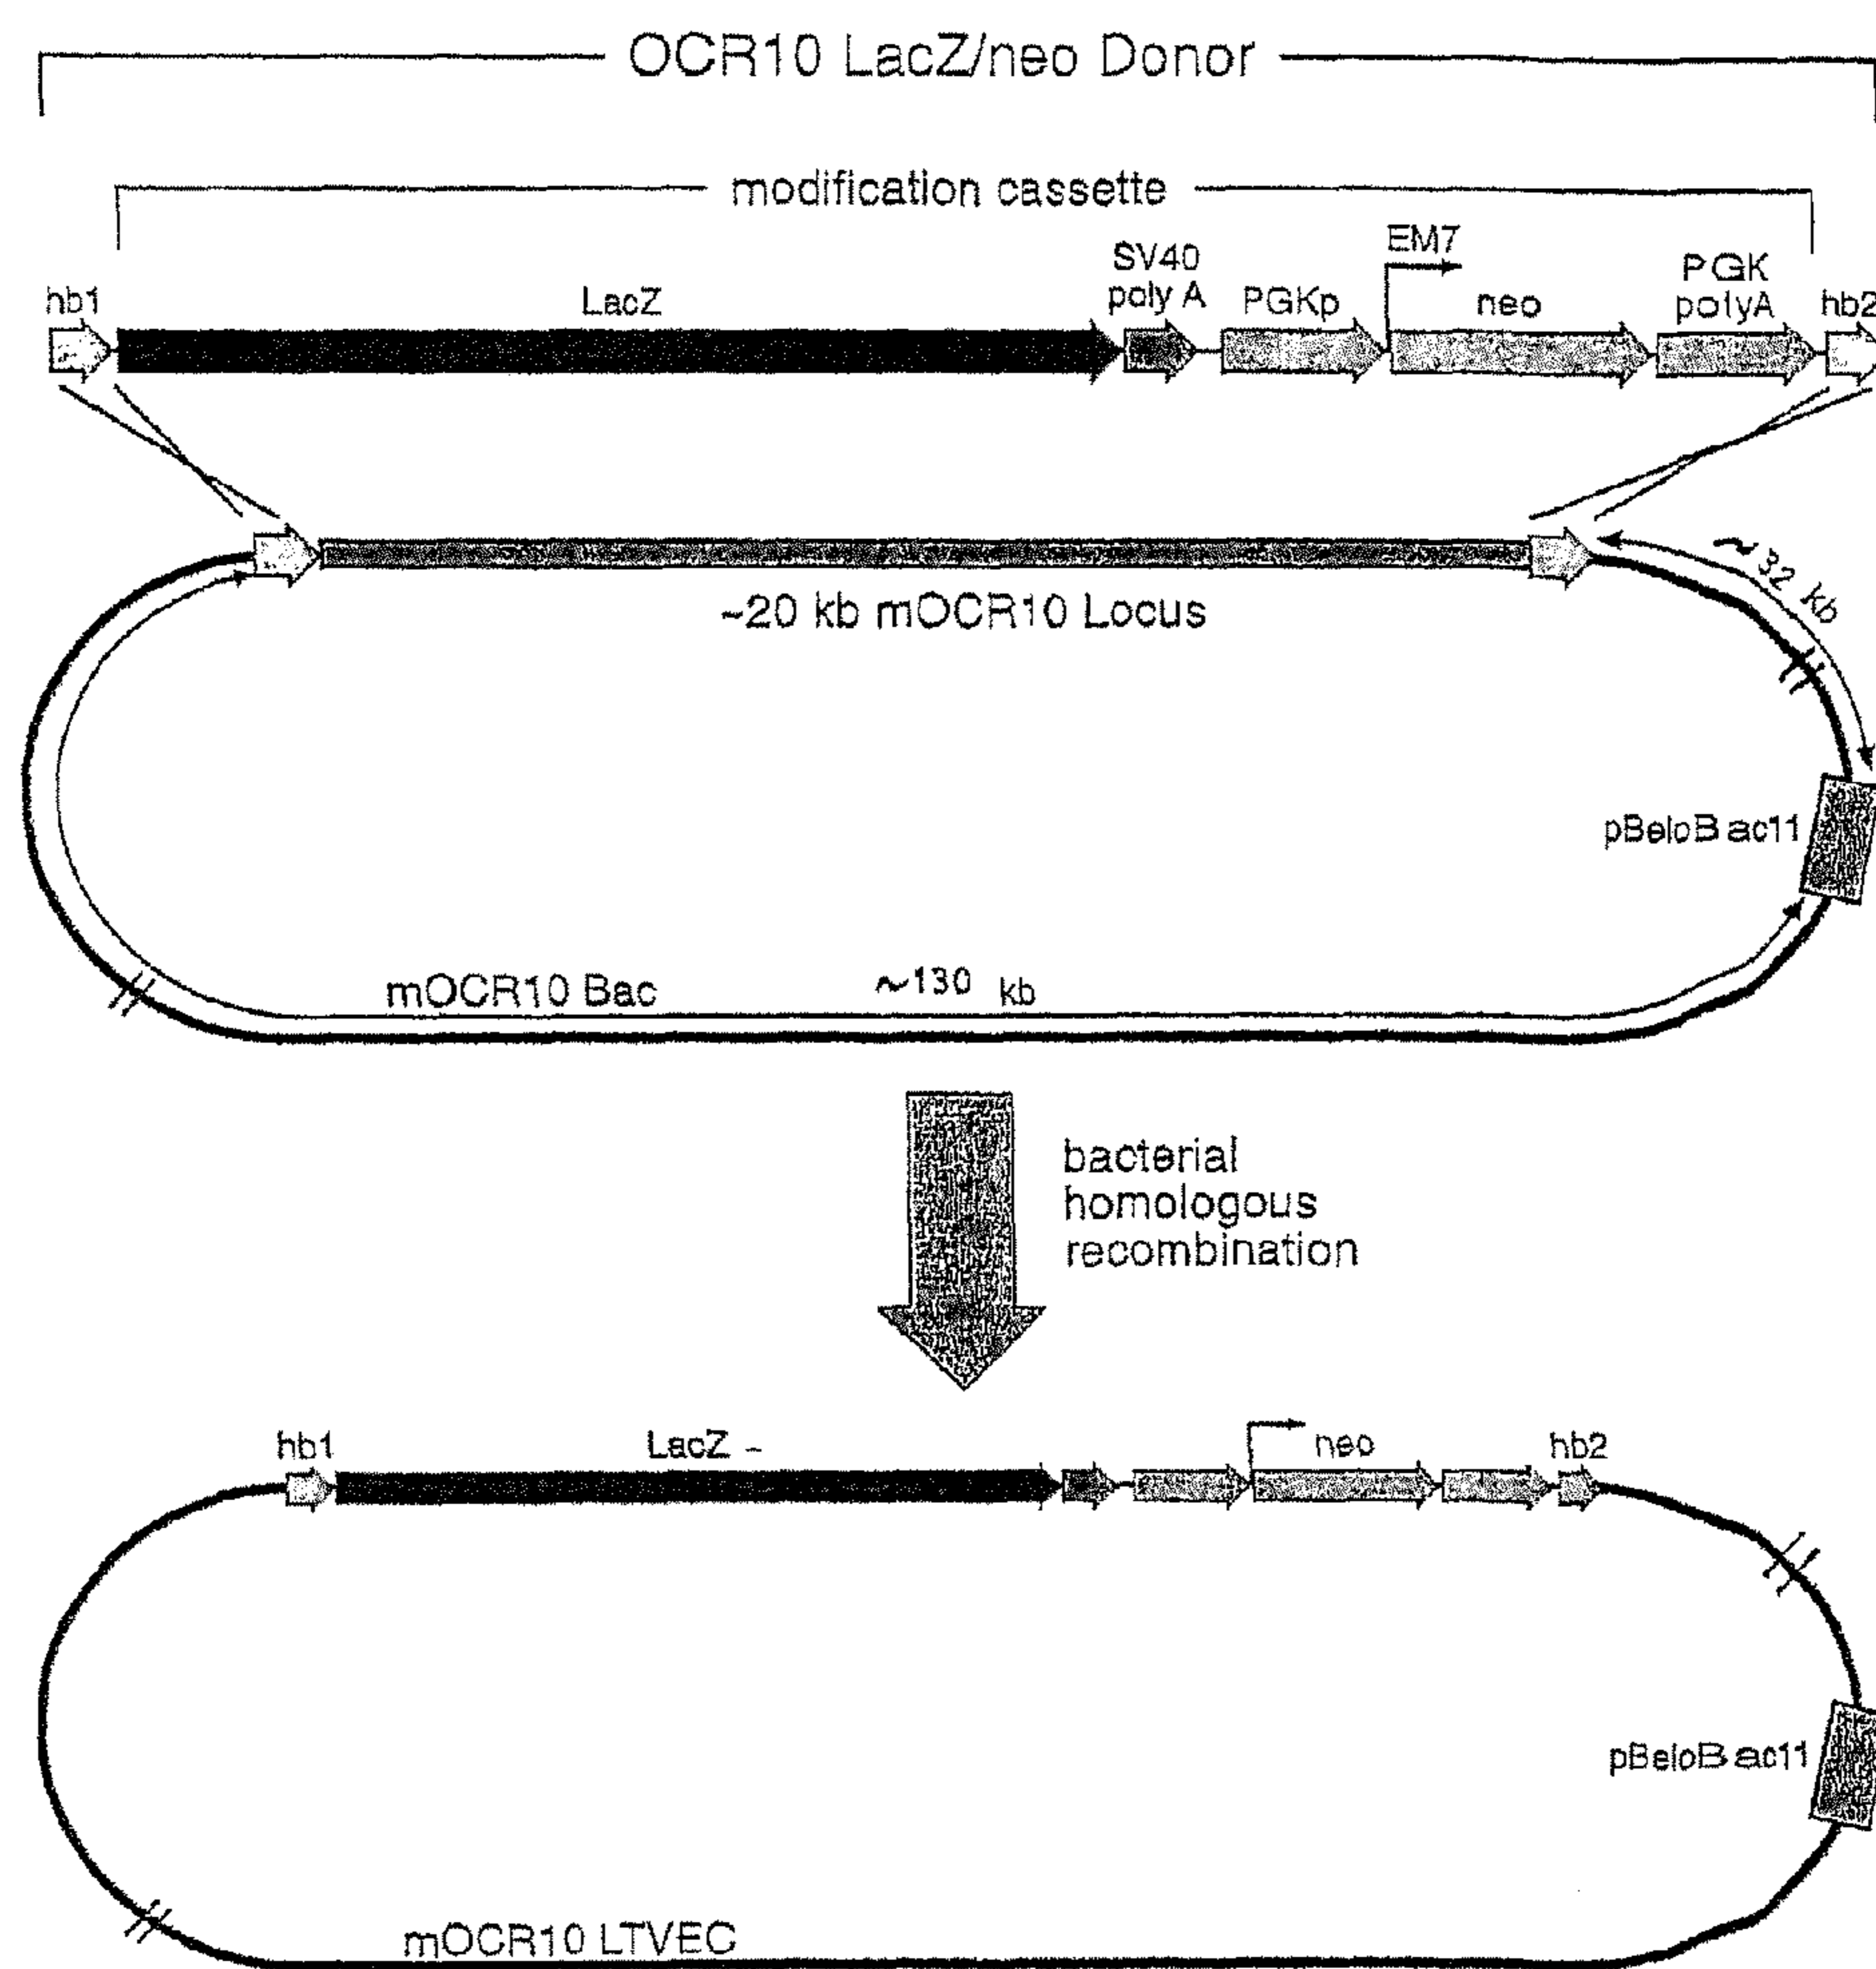 OCR10 LacZ/neo Donor
modification cassette
hb1
LacZ
SV40
poly A
PGKp
EM7
neo
PGK
polyA
hb2
~20 kb mOCR10 Locus
~32 kb
pBeloBac11
mOCR10 Bac
~130 kb
bacterial
homologous
recombination
hb1
LacZ -
neo
hb2
pBeloBac11
mOCR10 LTVEC